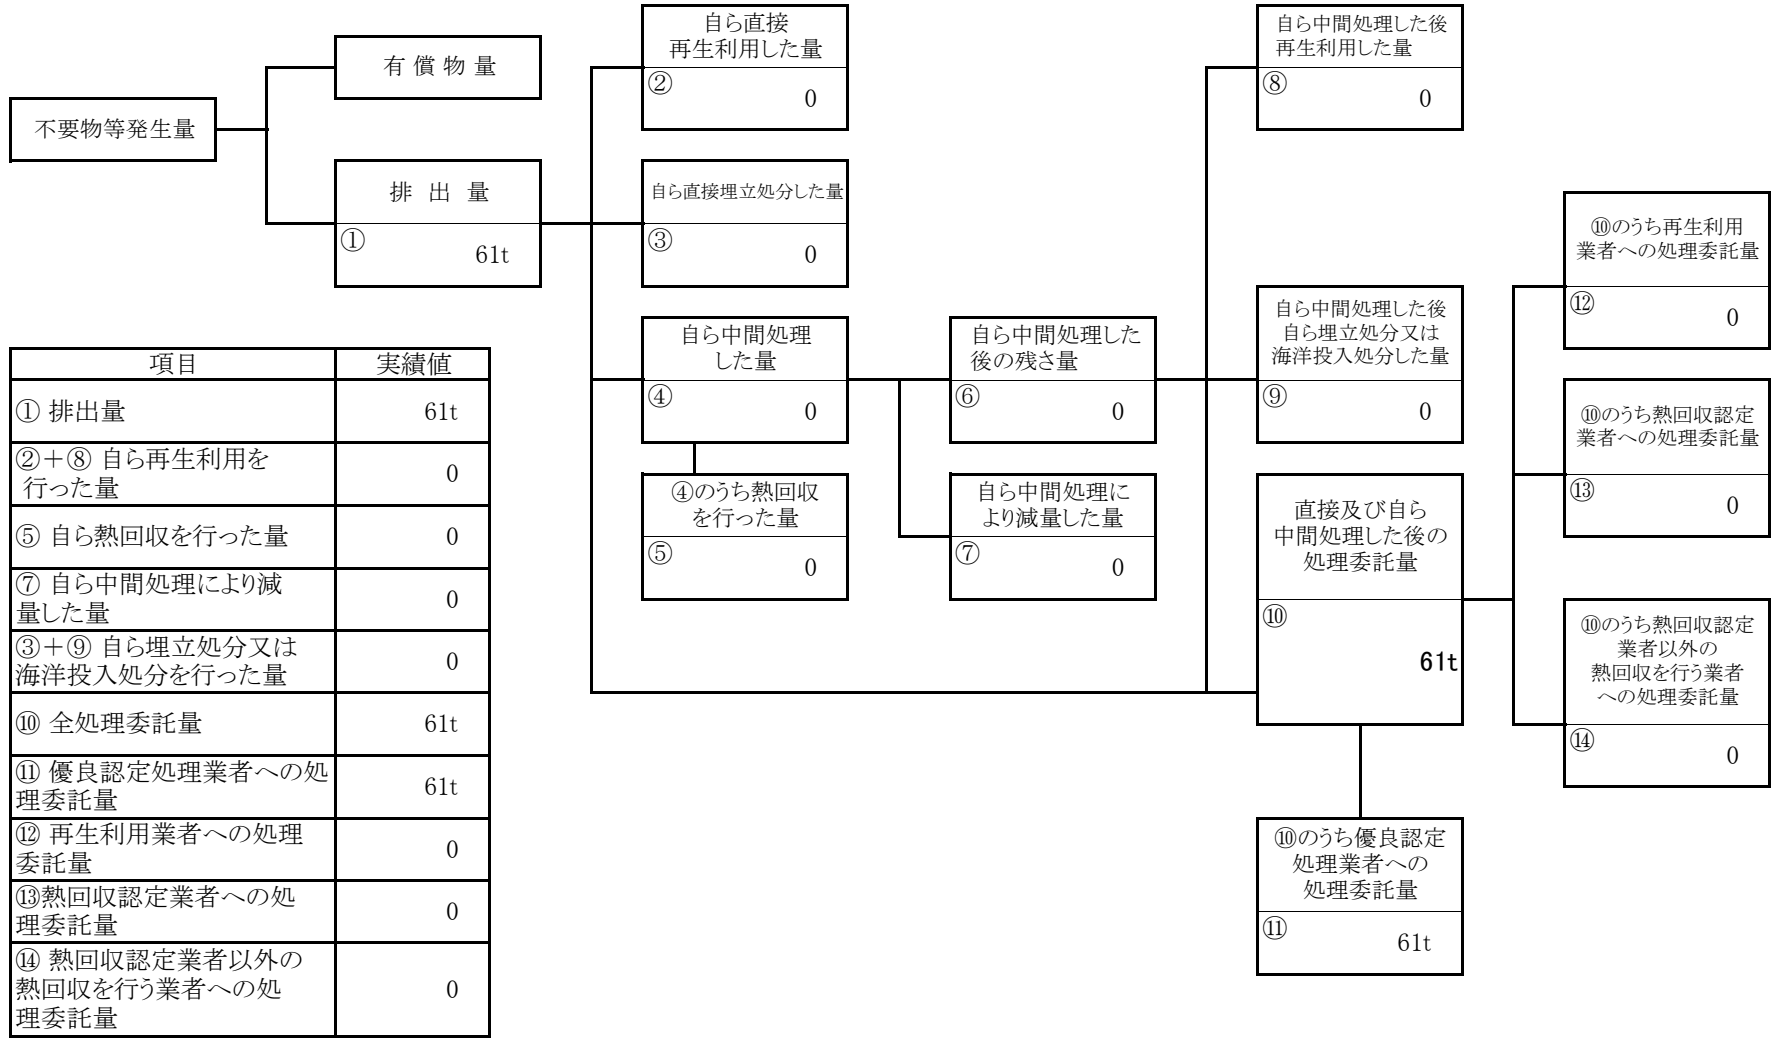 不要物等発生量
有 償 物 量
排 出 量
①
61t
自ら直接
再生利用した量
②
0
自ら直接埋立処分した量
③
0
自ら中間処理
した量
④
0
④のうち熱回収
を行った量
⑤
0
自ら中間処理した
後の残さ量
⑥
0
自ら中間処理に
より減量した量
⑦
0
自ら中間処理した後
再生利用した量
⑧
0
自ら中間処理した後
自ら埋立処分又は
海洋投入処分した量
⑨
0
直接及び自ら
中間処理した後の
処理委託量
⑩
61t
⑩のうち優良認定
処理業者への
処理委託量
⑪
61t
⑩のうち再生利用
業者への処理委託量
⑫
0
⑩のうち熱回収認定
業者への処理委託量
⑬
0
⑩のうち熱回収認定
業者以外の
熱回収を行う業者
への処理委託量
⑭
0
項目 実績値
① 排出量 61t
②＋⑧ 自ら再生利用を
行った量 0
⑤ 自ら熱回収を行った量 0
⑦ 自ら中間処理により減
量した量 0
③＋⑨ 自ら埋立処分又は
海洋投入処分を行った量 0
⑩ 全処理委託量 61t
⑪ 優良認定処理業者への処
理委託量 61t
⑫ 再生利用業者への処理
委託量 0
⑬熱回収認定業者への処
理委託量 0
⑭ 熱回収認定業者以外の
熱回収を行う業者への処
理委託量 0